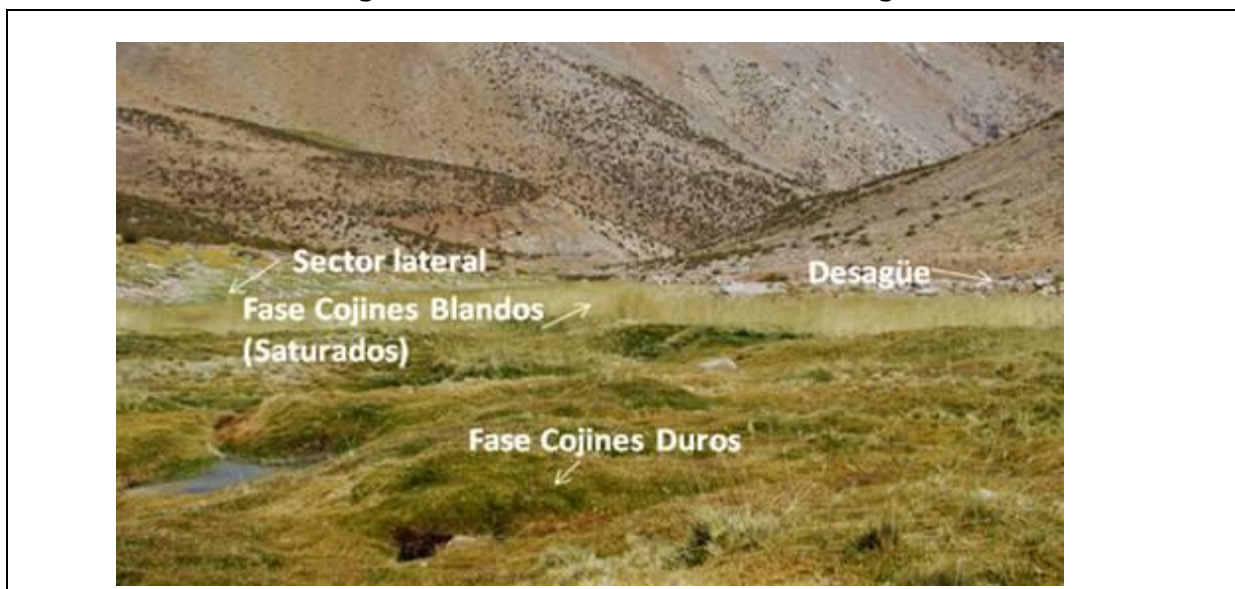 Sector lateral
Desagüe
Fase Cojines Blandos
(Saturados)
Fase Cojines Duros